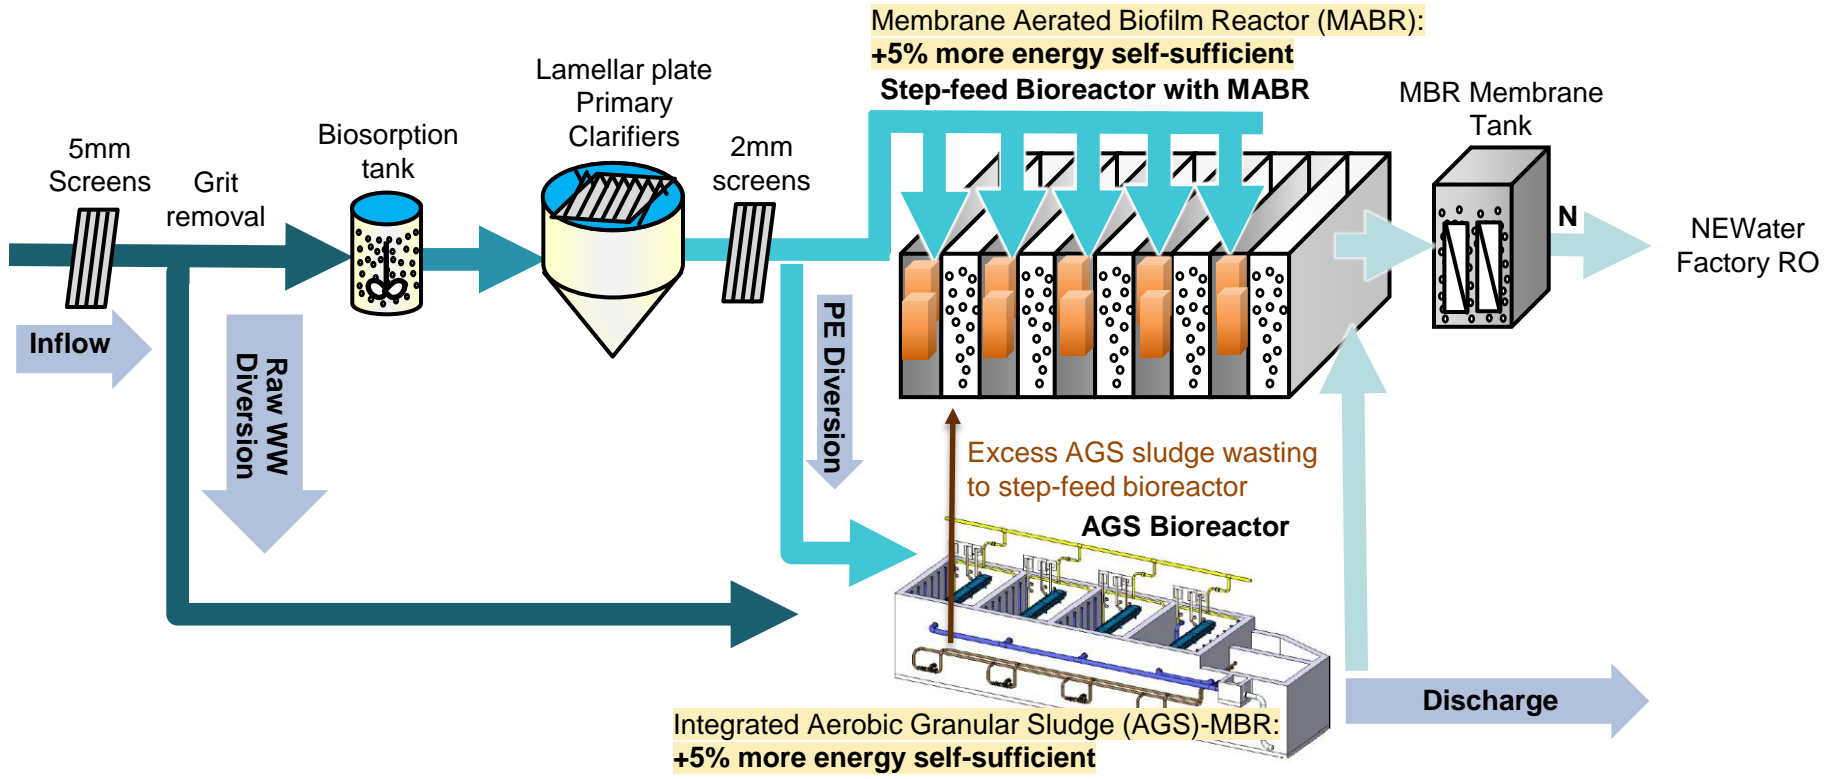 Membrane Aerated Biofilm Reactor (MABR):
+5% more energy self-sufficient
Step-feed Bioreactor with MABR
Lamellar plate
Primary
Clarifiers
MBR Membrane
Tank
Biosorption
tank
5mm
Screens
Grit
removal
2mm
screens
N
NEWater
Factory RO
Inflow
Raw WW
Diversion
PE Diversion
Excess AGS sludge wasting
to step-feed bioreactor
AGS Bioreactor
Discharge
Integrated Aerobic Granular Sludge (AGS)-MBR:
+5% more energy self-sufficient